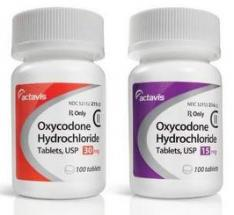 actavis
Rx Only
CII
Oxycodone
Hydrochloride
Tablets, USP 30 mg
100 tablets
actavis
Rx Only
CII
Oxycodone
Hydrochloride
Tablets, USP 15 mg
100 tablets